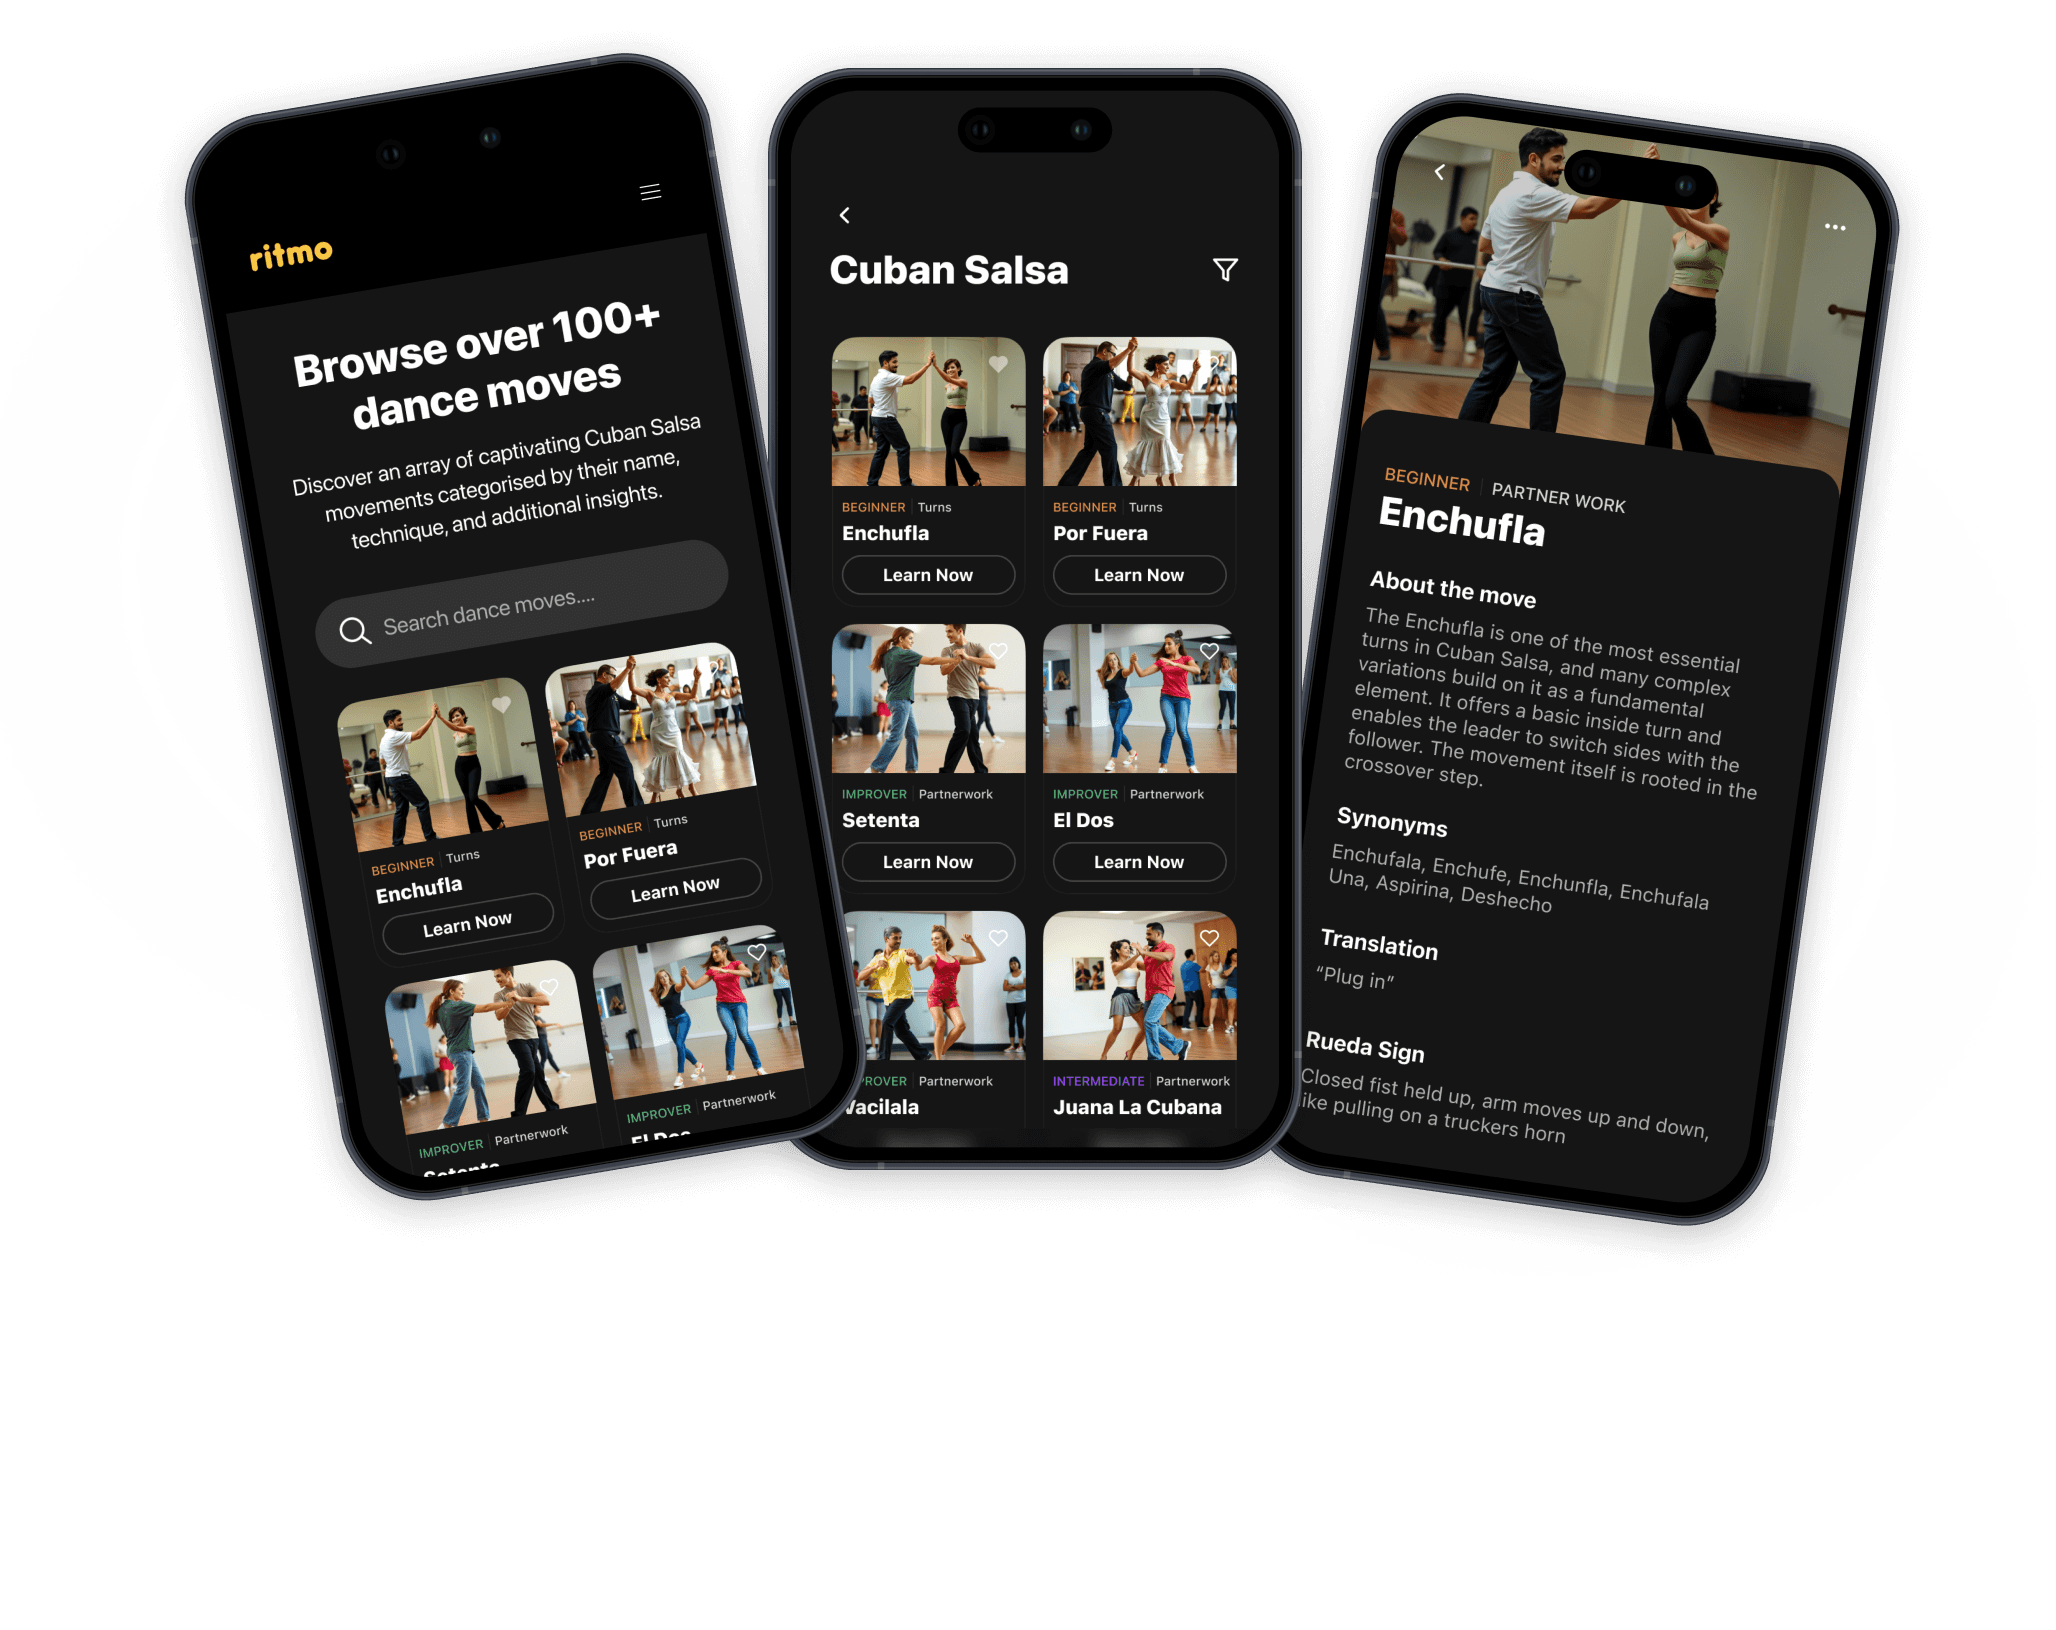 ritmo
Browse over 100+
dance moves
Discover an array of captivating Cuban Salsa
movements categorised by their name,
technique, and additional insights.
Search dance moves....
BEGINNER | Turns
Enchufla
Learn Now
BEGINNER | Turns
Por Fuera
Learn Now
IMPROVER | Partnerwork
Setenta
IMPROVER | Partnerwork
El Dos
Cuban Salsa
BEGINNER | Turns
Enchufla
Learn Now
BEGINNER | Turns
Por Fuera
Learn Now
IMPROVER | Partnerwork
Setenta
Learn Now
IMPROVER | Partnerwork
El Dos
Learn Now
PROVER | Partnerwork
Vacilala
INTERMEDIATE | Partnerwork
Juana La Cubana
BEGINNER | PARTNER WORK
Enchufla
About the move
The Enchufla is one of the most essential
turns in Cuban Salsa, and many complex
variations build on it as a fundamental
element. It offers a basic inside turn and
enables the leader to switch sides with the
follower. The movement itself is rooted in the
crossover step.
Synonyms
Enchufala, Enchufe, Enchunfla, Enchufala
Una, Aspirina, Deshecho
Translation
“Plug in”
Rueda Sign
Closed fist held up, arm moves up and down,
ike pulling on a truckers horn